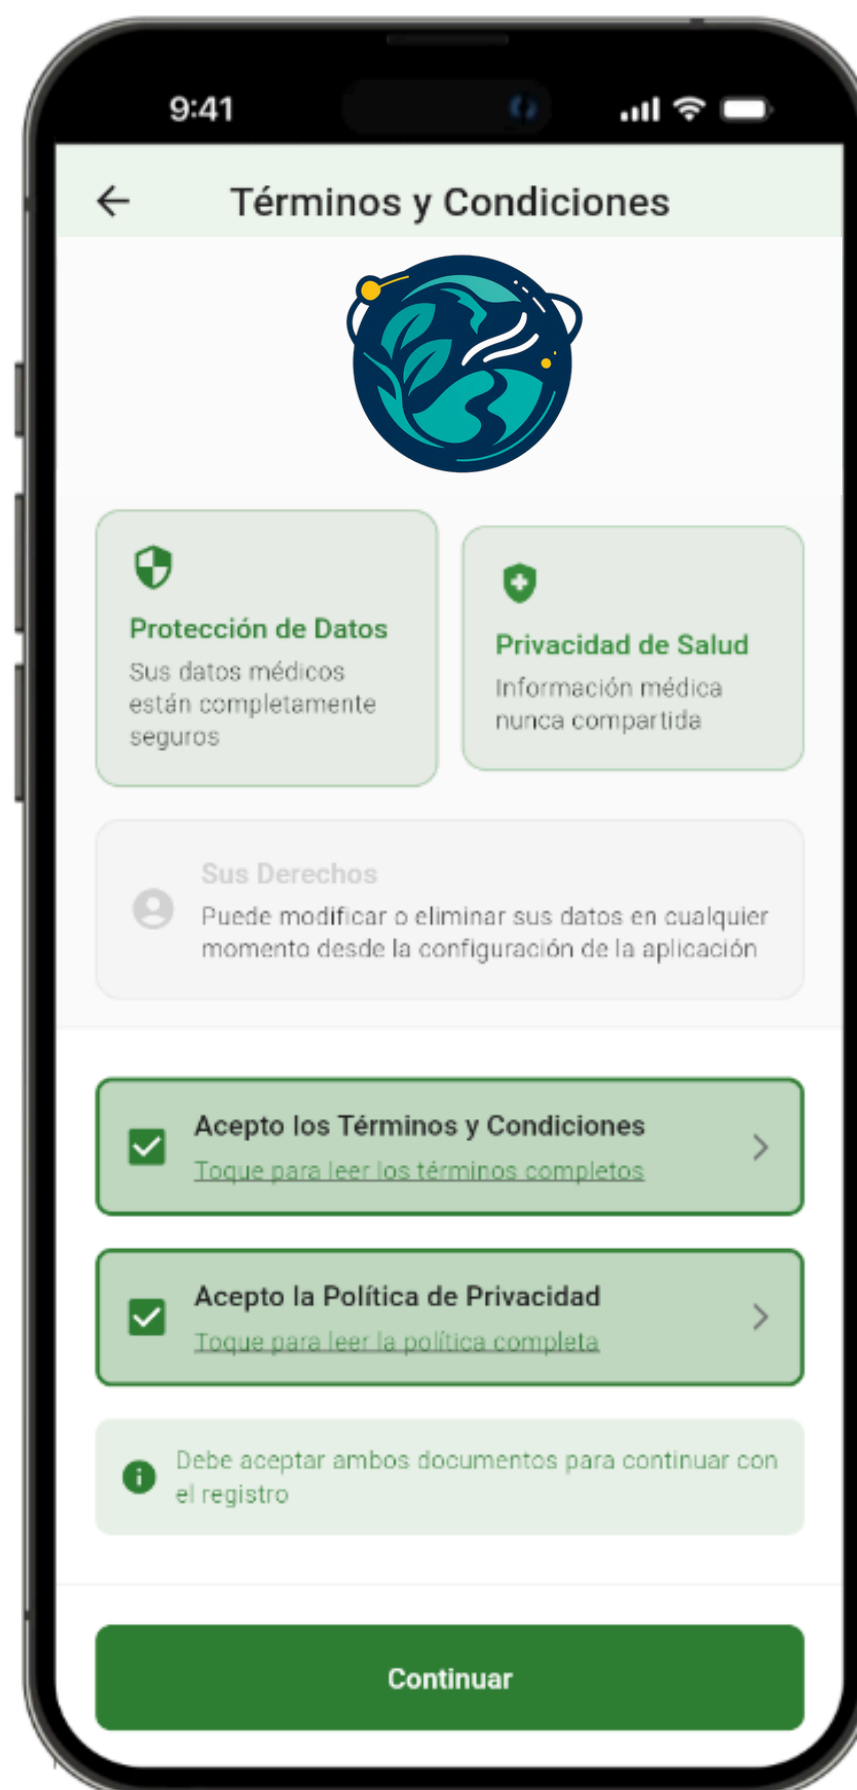 9:41
Términos y Condiciones
Protección de Datos
Sus datos médicos
están completamente
seguros
Privacidad de Salud
Información médica
nunca compartida
Sus Derechos
Puede modificar o eliminar sus datos en cualquier
momento desde la configuración de la aplicación
Acepto los Términos y Condiciones
Toque para leer los términos completos
Acepto la Política de Privacidad
Toque para leer la política completa
Debe aceptar ambos documentos para continuar con
el registro
Continuar